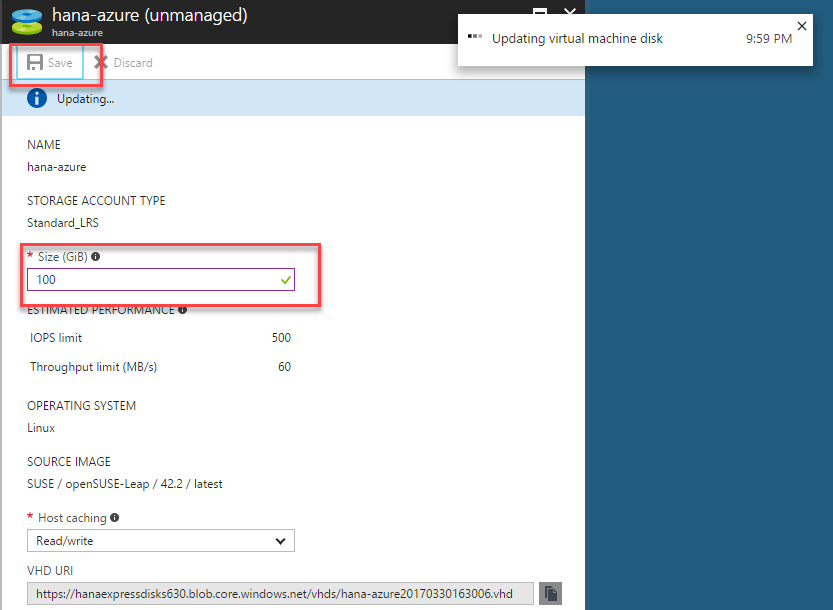 hana-azure (unmanaged)
hana-azure
Updating virtual machine disk 9:59 PM
Save Discard
Updating...
NAME
hana-azure
STORAGE ACCOUNT TYPE
Standard_LRS
* Size (GiB)
100
ESTIMATED PERFORMANCE
IOPS limit 500
Throughput limit (MB/s) 60
OPERATING SYSTEM
Linux
SOURCE IMAGE
SUSE / openSUSE-Leap / 42.2 / latest
* Host caching
Read/write
VHD URI
https://hanaexpressdisks630.blob.core.windows.net/vhds/hana-azure20170330163006.vhd